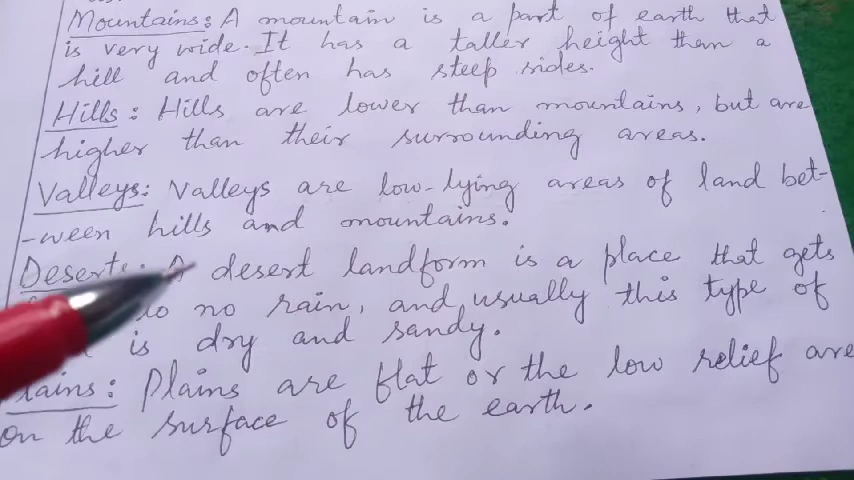 Mountains: A mountain is a part of earth that
is very wide. It has a taller height than a
hill and often has steep sides.
Hills: Hills are lower than mountains, but are
higher than their surrounding areas.
Valleys: Valleys are low-lying areas of land bet-
-ween hills and mountains.
Deserts: A desert landform is a place that gets
to no rain, and usually this type of
is dry and sandy.
Plains: Plains are flat or the low relief are
on the surface of the earth.